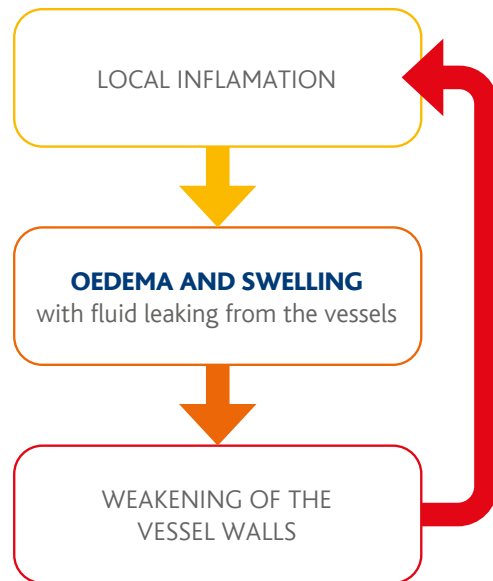 LOCAL INFLAMATION
OEDEMA AND SWELLING
with fluid leaking from the vessels
WEAKENING OF THE
VESSEL WALLS